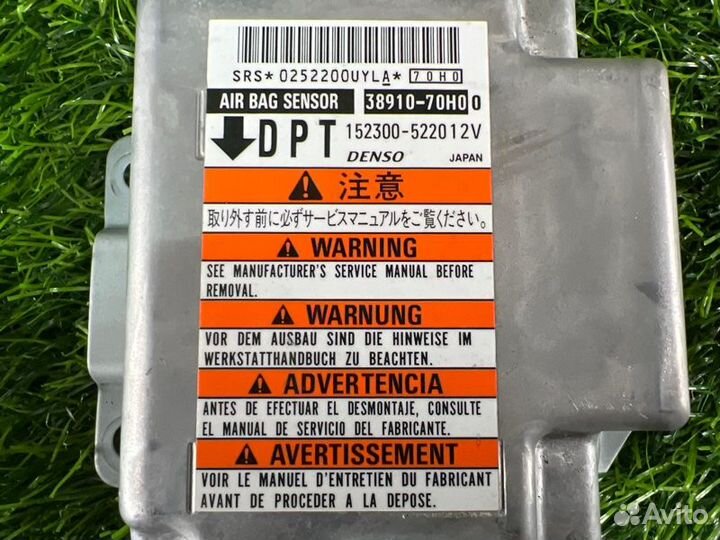 SRS*0252200UYLA* 70H0
AIR BAG SENSOR 38910-70H00
DPT 152300-5220 12V
DENSO JAPAN
注意
取り外す前に必ずサービスマニュアルをご覧ください。
WARNING
SEE MANUFACTURER'S SERVICE MANUAL BEFORE
REMOVAL.
WARNUNG
VOR DEM AUSBAU SIND DIE HINWEISE IM
WERKSTATTHANDBUCH ZU BEACHTEN.
ADVERTENCIA
ANTES DE EFECTUAR EL DESMONTAJE, CONSULTE
EL MANUAL DE SERVICIO DEL FABRICANTE.
AVERTISSEMENT
VOIR LE MANUEL D'ENTRETIEN DU FABRICANT
AVANT DE PROCEDER A LA DEPOSE.
Avito